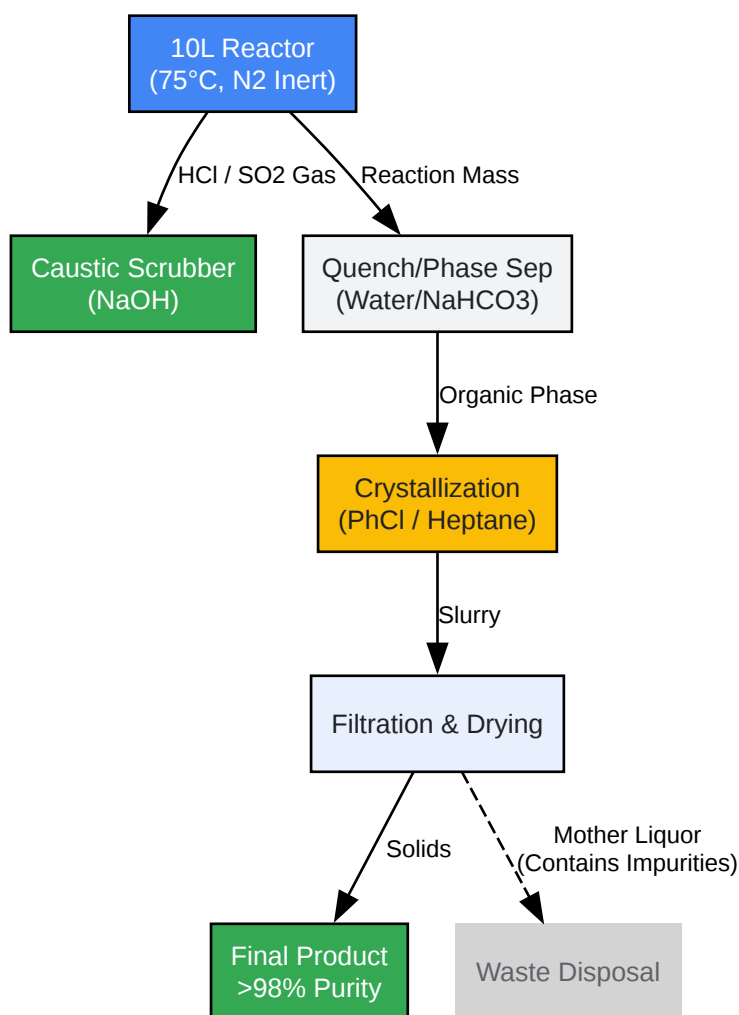 10L Reactor
(75°C, N2 Inert)
HCl / SO2 Gas
Reaction Mass
Caustic Scrubber
(NaOH)
Quench/Phase Sep
(Water/NaHCO3)
Organic Phase
Crystallization
(PhCl / Heptane)
Slurry
Filtration & Drying
Solids
Mother Liquor
(Contains Impurities)
Final Product
>98% Purity
Waste Disposal